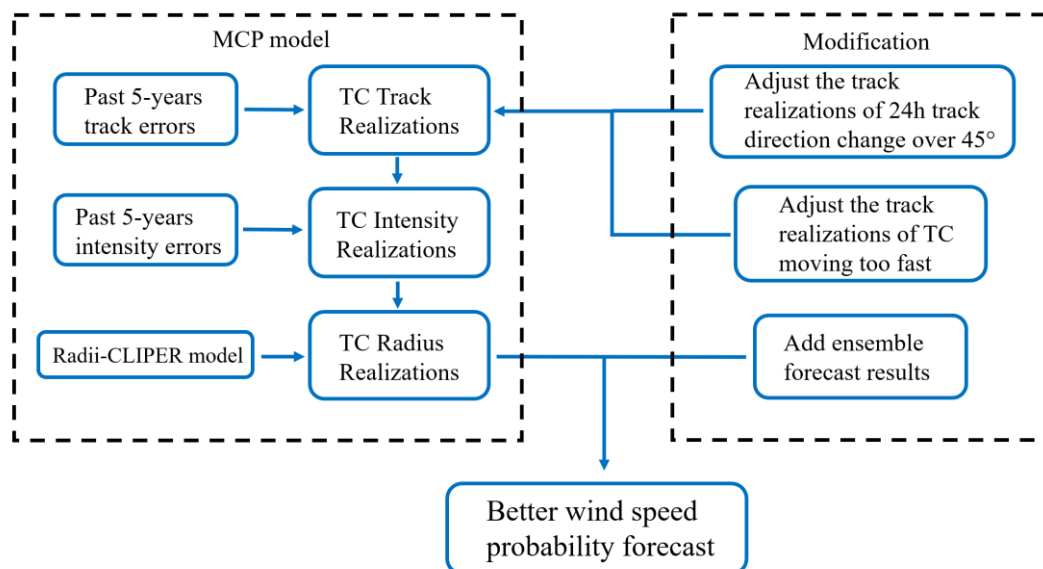 MCP model
Past 5-years
track errors
TC Track
Realizations
Past 5-years
intensity errors
TC Intensity
Realizations
Radii-CLIPER model
TC Radius
Realizations
Modification
Adjust the track
realizations of 24h track
direction change over 45°
Adjust the track
realizations of TC
moving too fast
Add ensemble
forecast results
Better wind speed
probability forecast